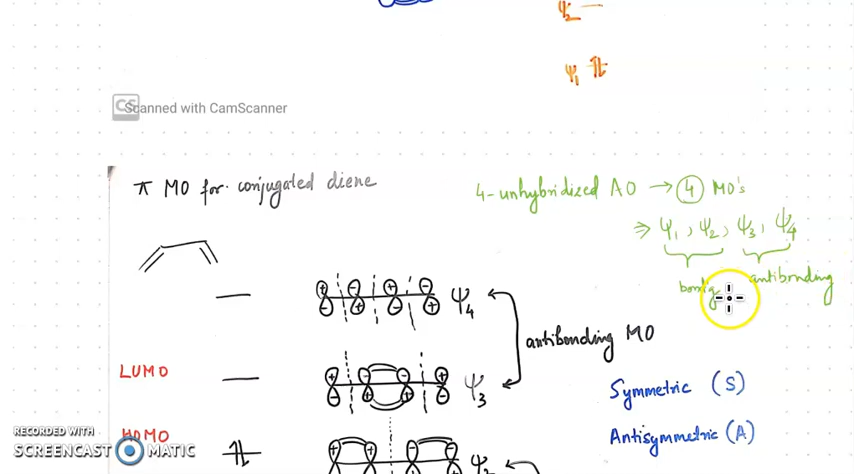 ψ2
ψ1
CS Scanned with CamScanner
π MO for conjugated diene
4-unhybridized AO → 4 MO's
⇒ ψ1, ψ2, ψ3, ψ4
antibonding
+ - + -
- + - +
ψ4
antibonding MO
LUMO
+ - - +
- + + -
ψ3
Symmetric (S)
HOMO
Antisymmetric (A)
+ + - -
ψ2
RECORDED WITH
SCREENCAST MATIC